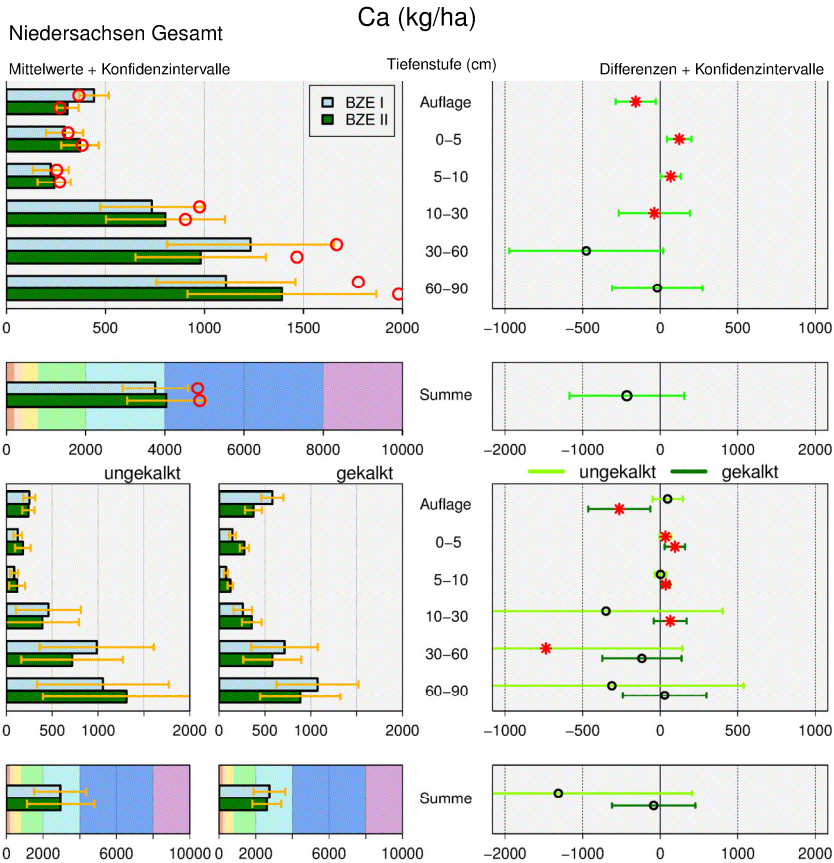 Ca (kg/ha)
Niedersachsen Gesamt
Mittelwerte + Konfidenzintervalle
Tiefenstufe (cm)
Differenzen + Konfidenzintervalle
BZE I
BZE II
Auflage
0−5
5−10
10−30
30−60
60−90
0 500 1000 1500 2000
−1000 −500 0 500 1000
Summe
0 2000 4000 6000 8000 10000
−2000 −1000 0 1000 2000
ungekalkt
gekalkt
ungekalkt gekalkt
Auflage
0−5
5−10
10−30
30−60
60−90
0 500 1000 2000
0 500 1000 2000
−1000 −500 0 500 1000
Summe
0 2000 6000 10000
0 2000 6000 10000
−2000 −1000 0 1000 2000